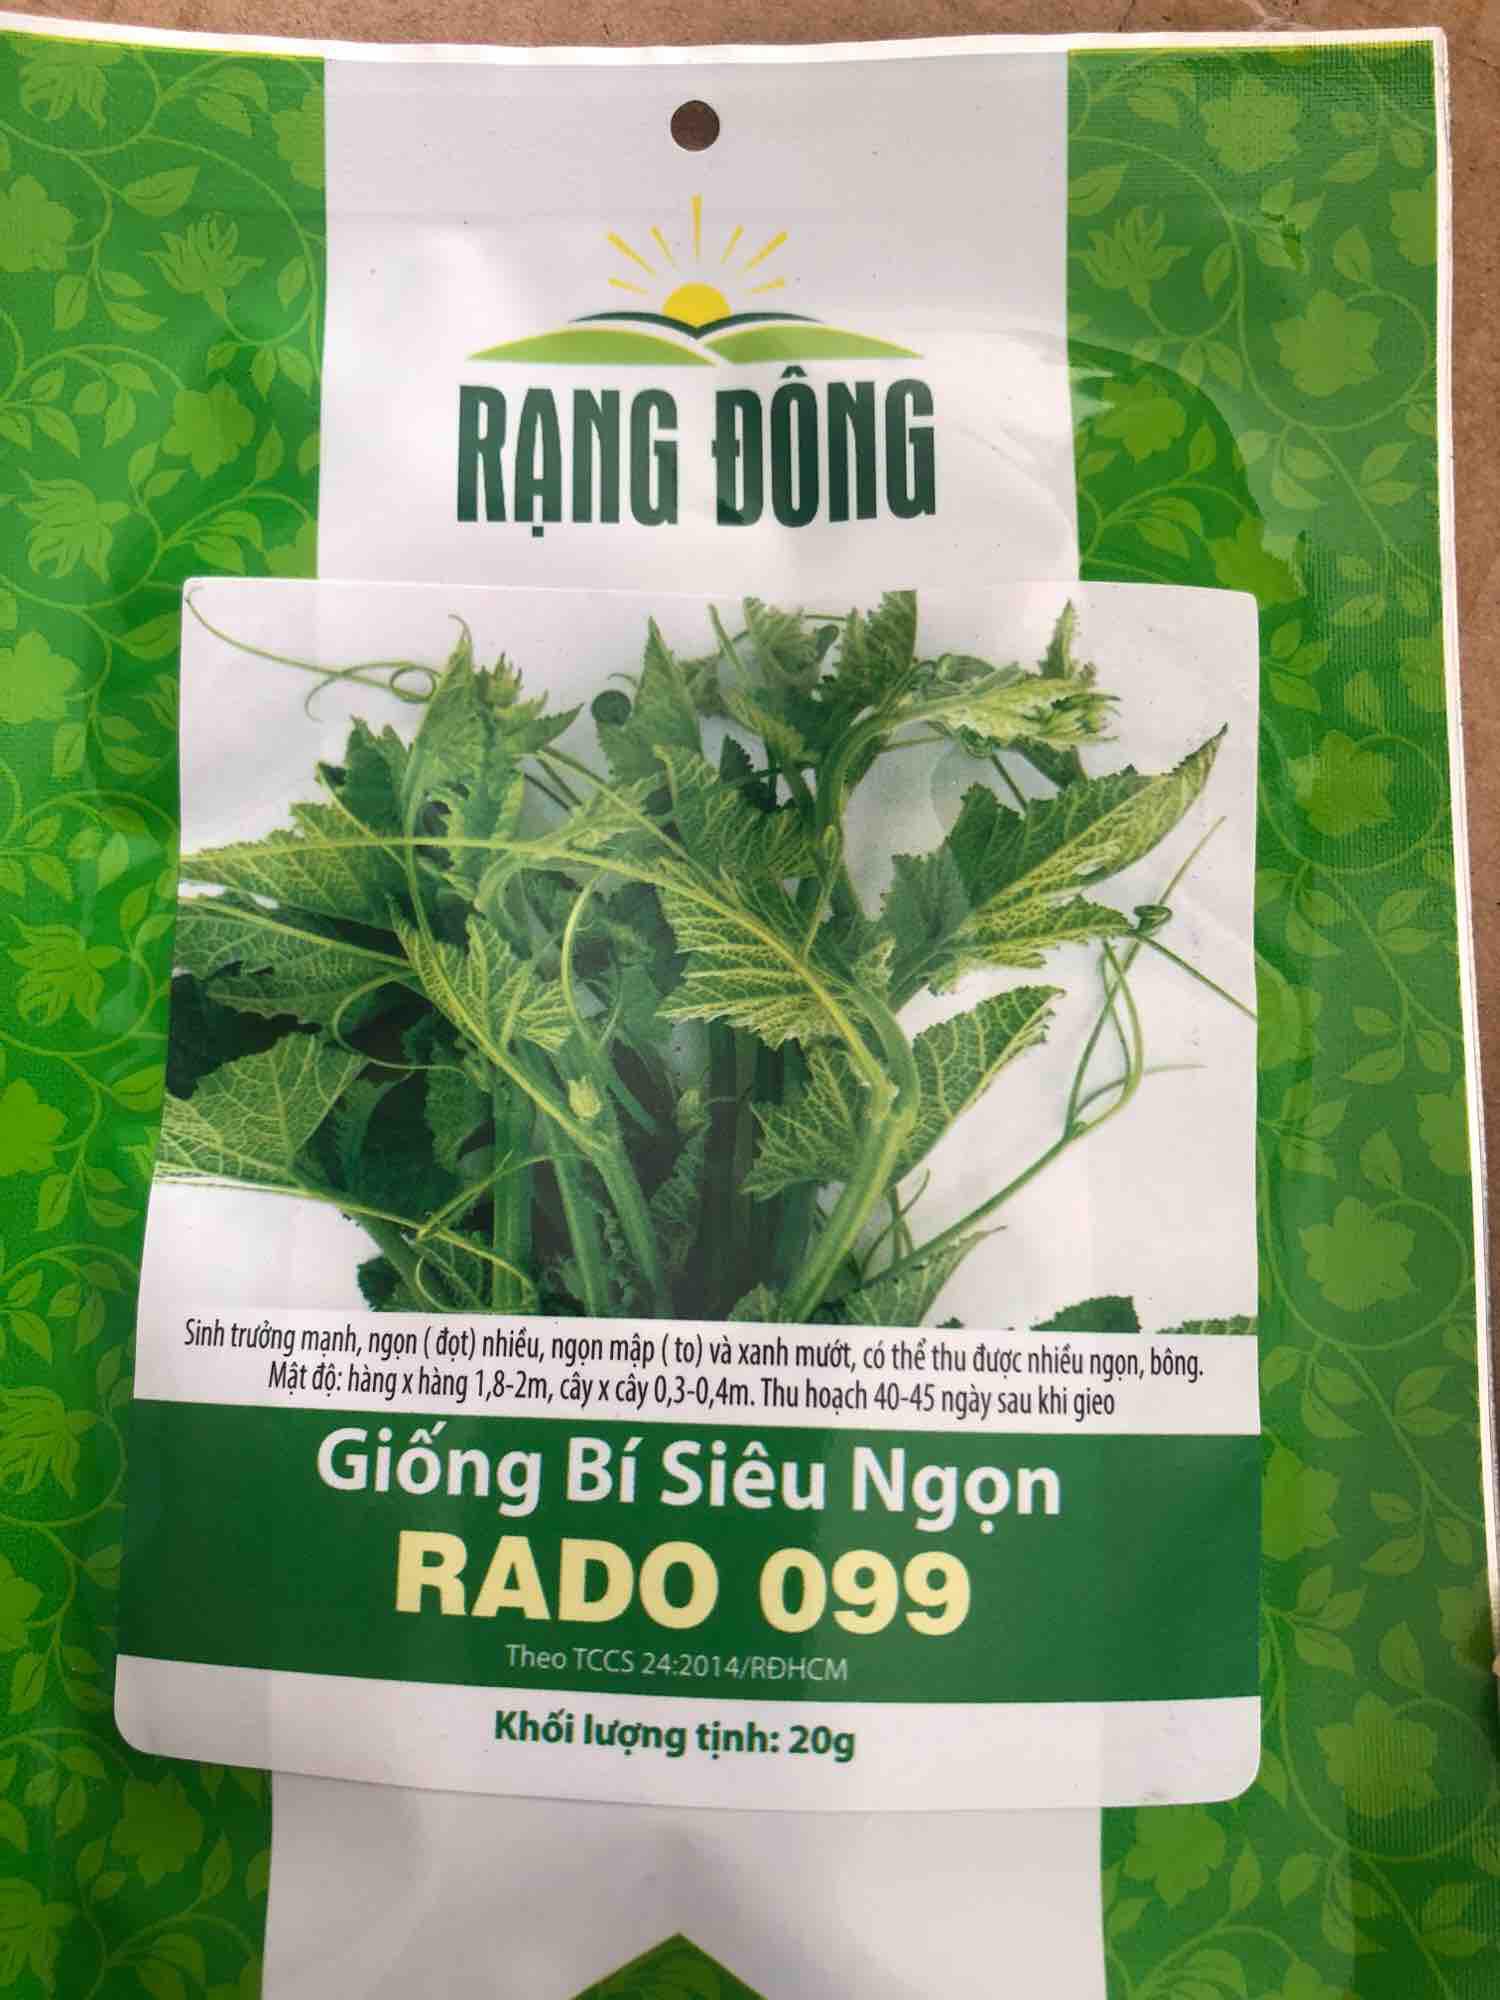 RẠNG ĐÔNG
Sinh trưởng mạnh, ngọn ( đọt) nhiều, ngọn mập ( to) và xanh mướt, có thể thu được nhiều ngọn, bông.
Mật độ: hàng x hàng 1,8-2m, cây x cây 0,3-0,4m. Thu hoạch 40-45 ngày sau khi gieo
Giống Bí Siêu Ngọn
RADO 099
Theo TCCS 24:2014/RĐHCM
Khối lượng tịnh: 20g